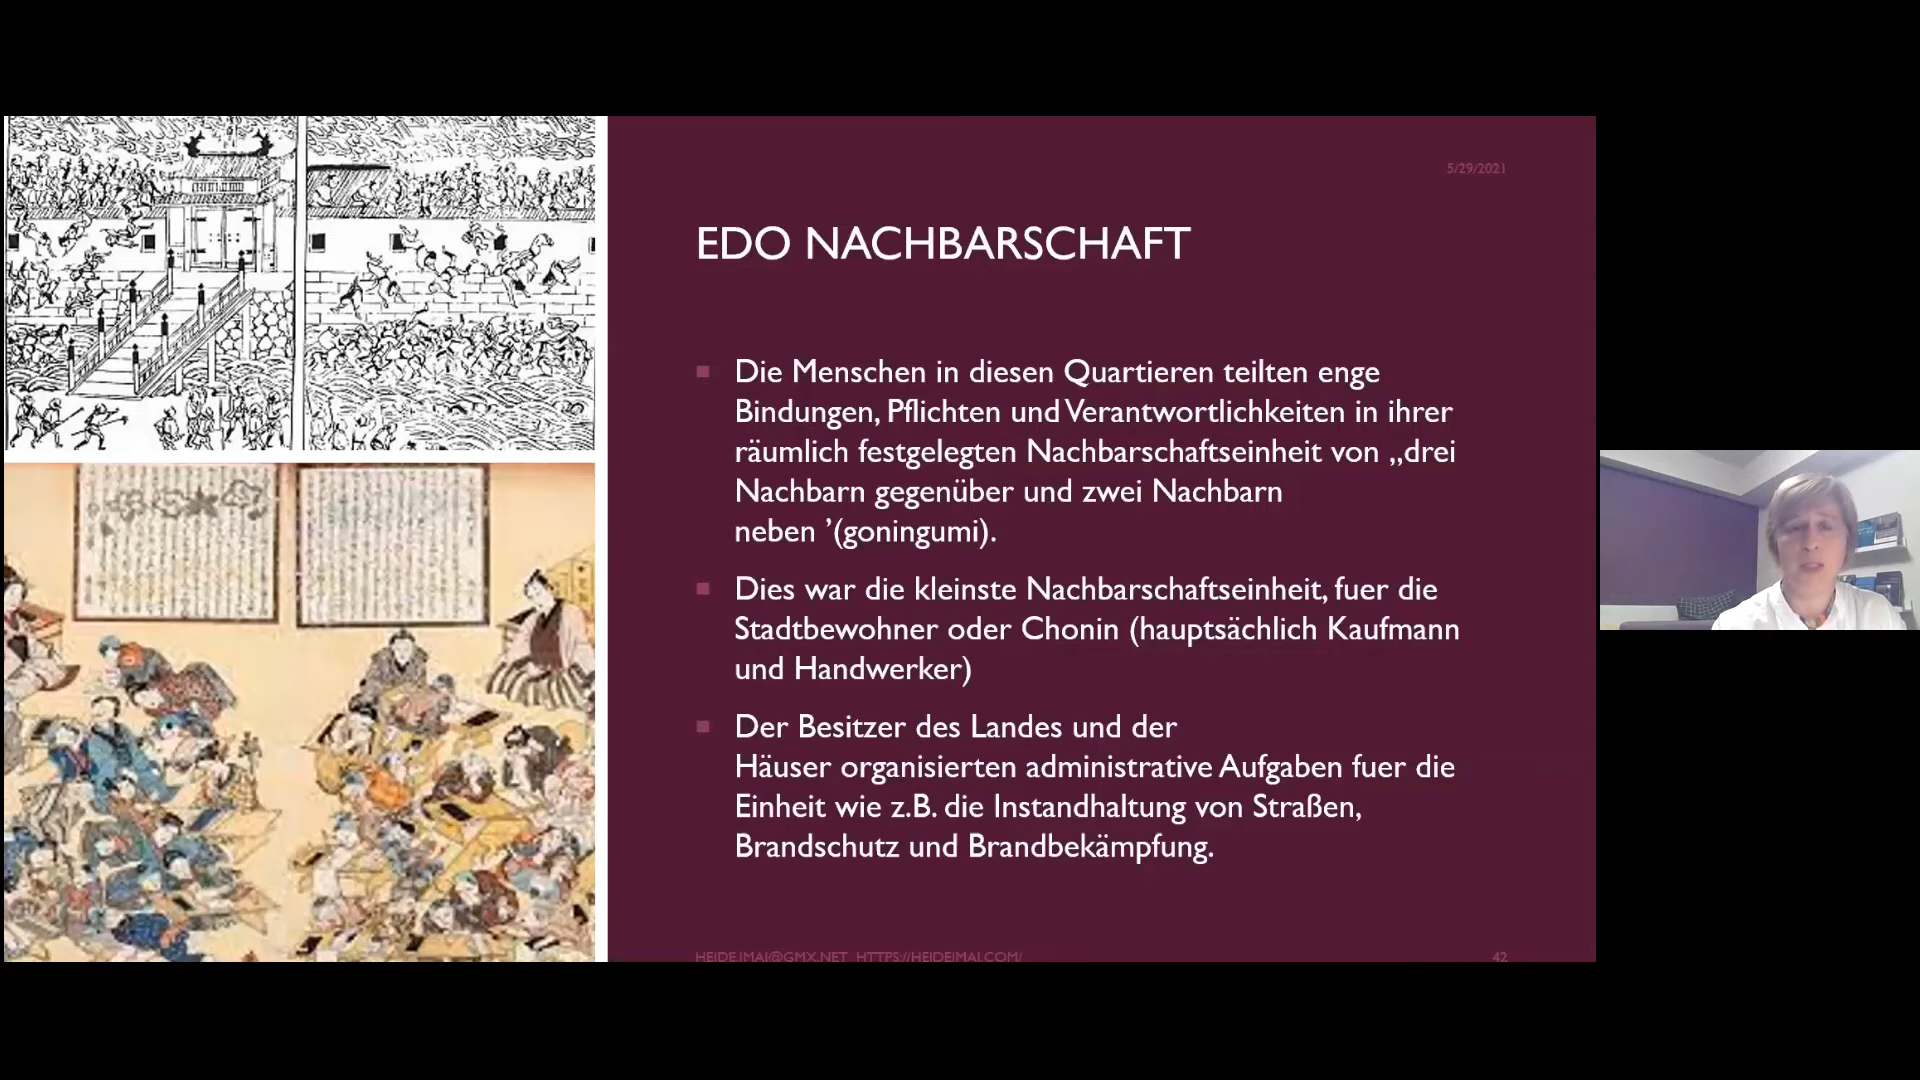 5/29/2021
EDO NACHBARSCHAFT
Die Menschen in diesen Quartieren teilten enge
Bindungen, Pflichten und Verantwortlichkeiten in ihrer
räumlich festgelegten Nachbarschaftseinheit von „drei
Nachbarn gegenüber und zwei Nachbarn
neben ’(goningumi).
Dies war die kleinste Nachbarschaftseinheit, fuer die
Stadtbewohner oder Chonin (hauptsächlich Kaufmann
und Handwerker)
Der Besitzer des Landes und der
Häuser organisierten administrative Aufgaben fuer die
Einheit wie z.B. die Instandhaltung von Straßen,
Brandschutz und Brandbekämpfung.
HEIDE.IMAI@GMX.NET HTTPS://HEIDEIMAI.COM/
42